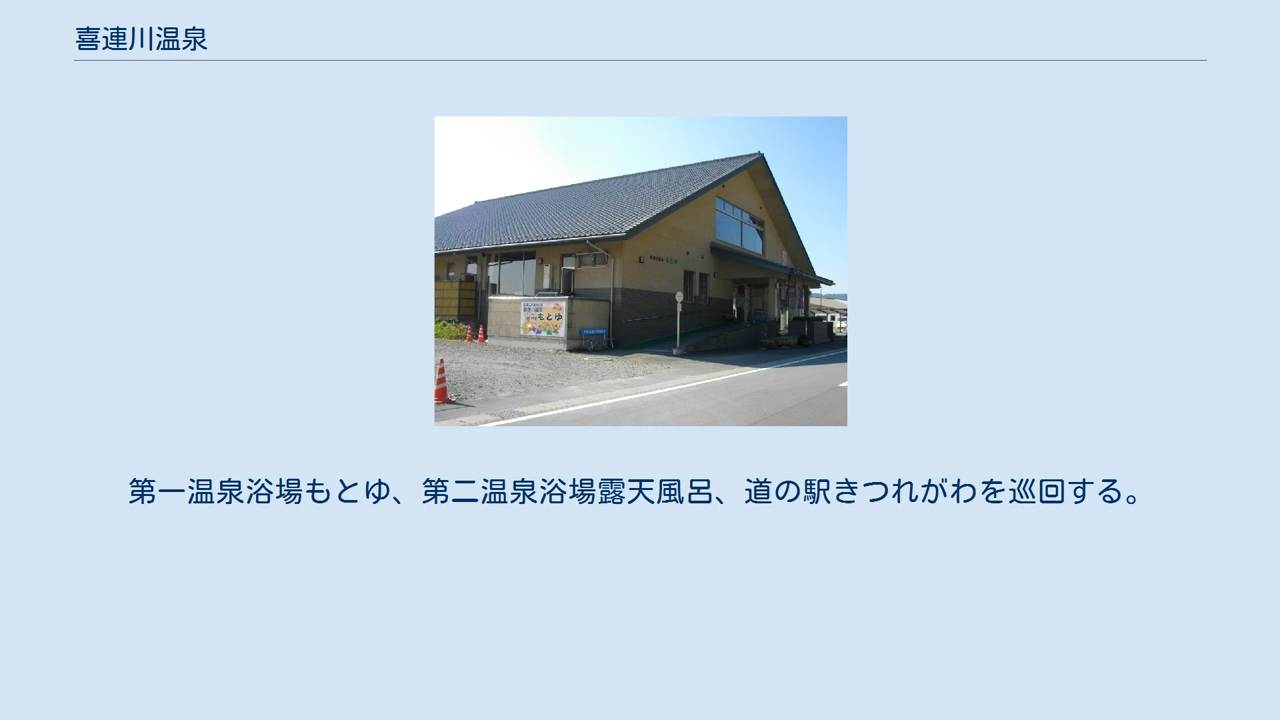 喜連川温泉
もとゆ
第一温泉浴場もとゆ、第二温泉浴場露天風呂、道の駅きつれがわを巡回する。